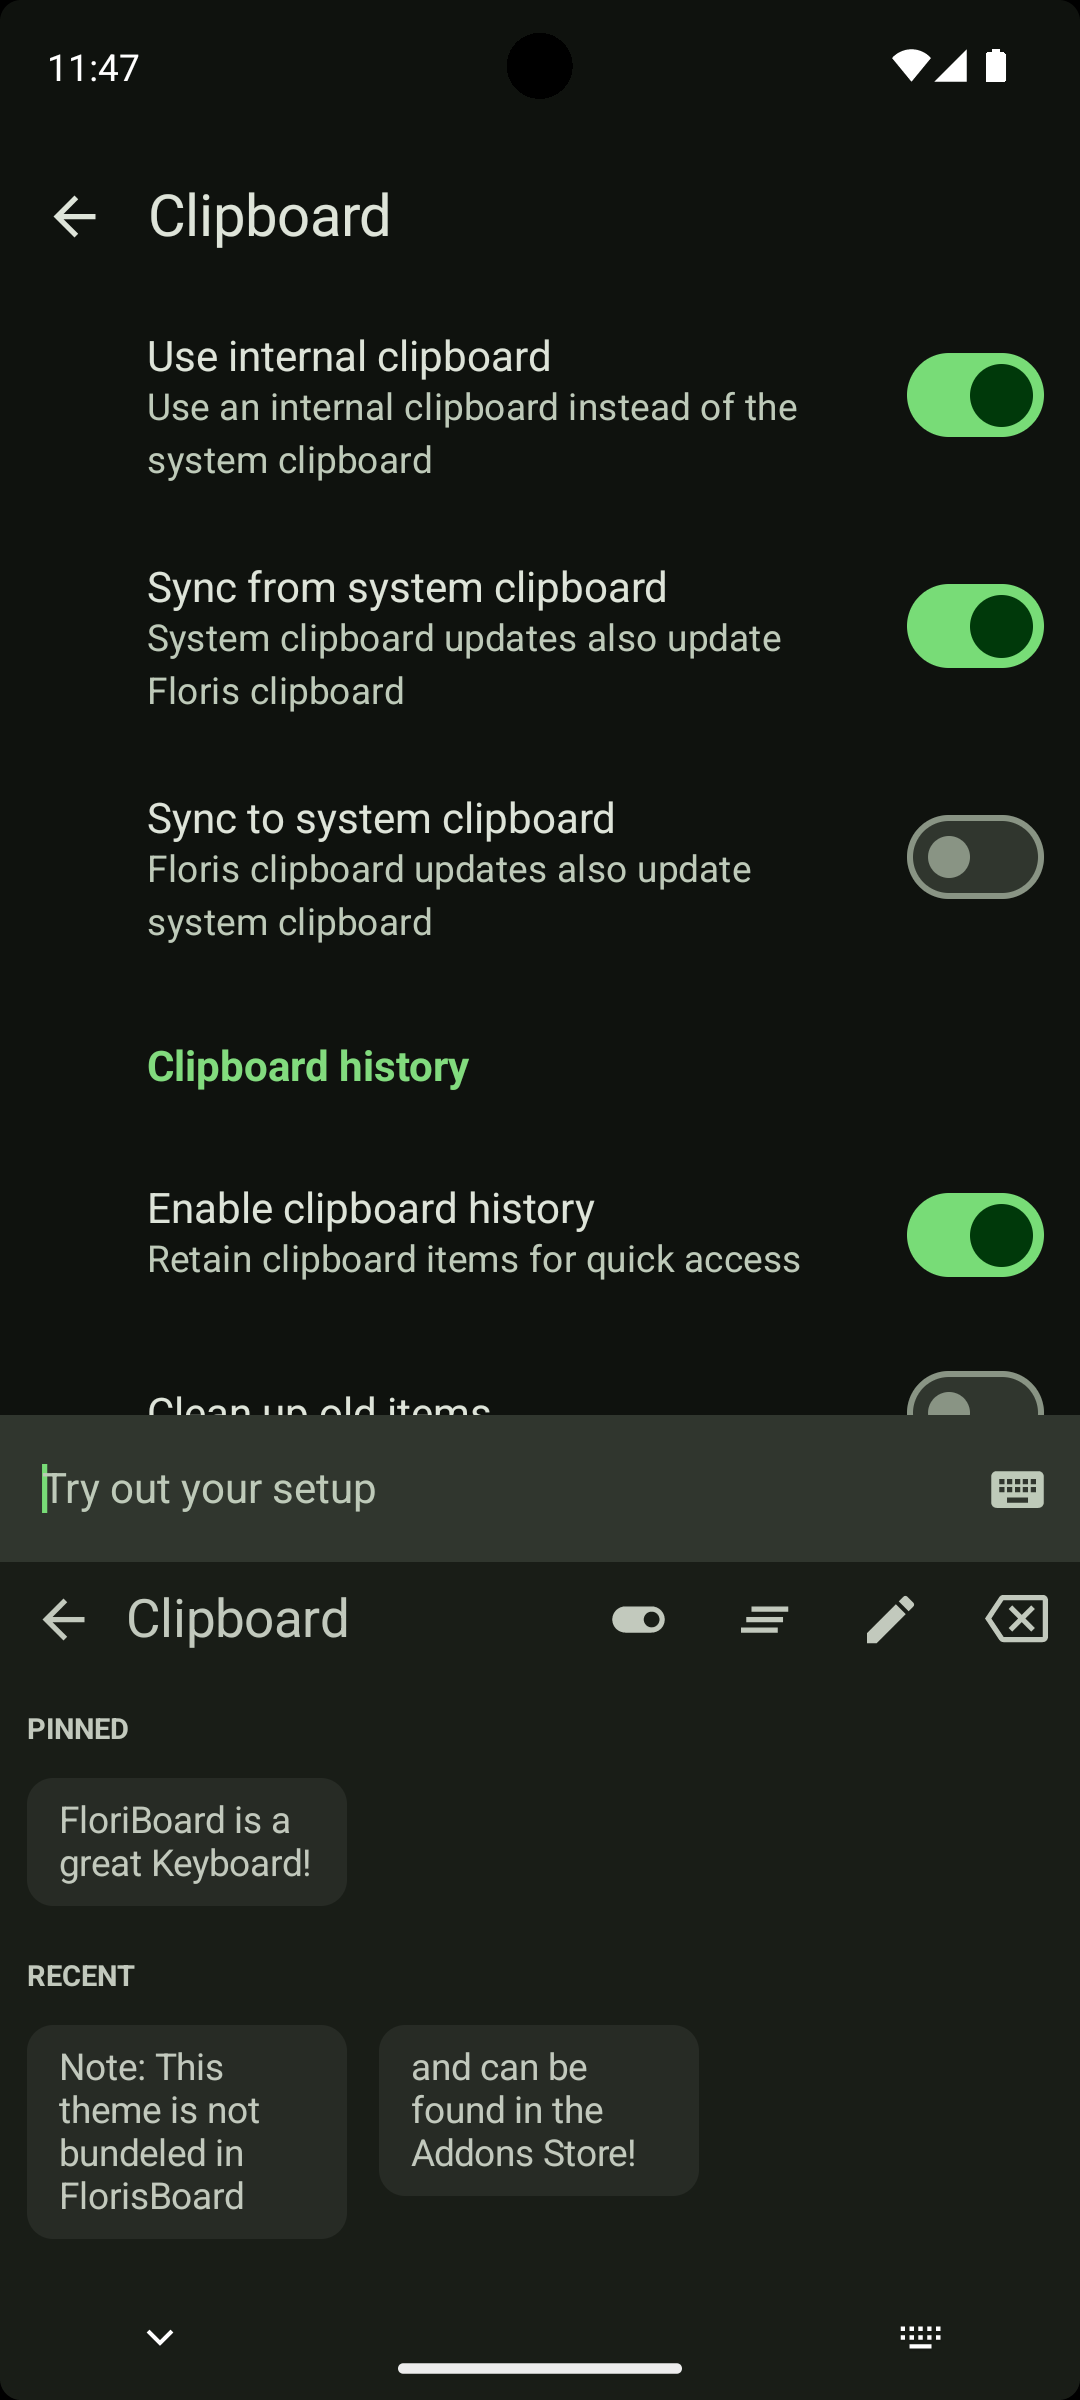 11:47
Clipboard
Use internal clipboard
Use an internal clipboard instead of the
system clipboard
Sync from system clipboard
System clipboard updates also update
Floris clipboard
Sync to system clipboard
Floris clipboard updates also update
system clipboard
Clipboard history
Enable clipboard history
Retain clipboard items for quick access
Clean up old items
Try out your setup
Clipboard
PINNED
FloriBoard is a
great Keyboard!
RECENT
Note: This
theme is not
bundeled in
FlorisBoard
and can be
found in the
Addons Store!